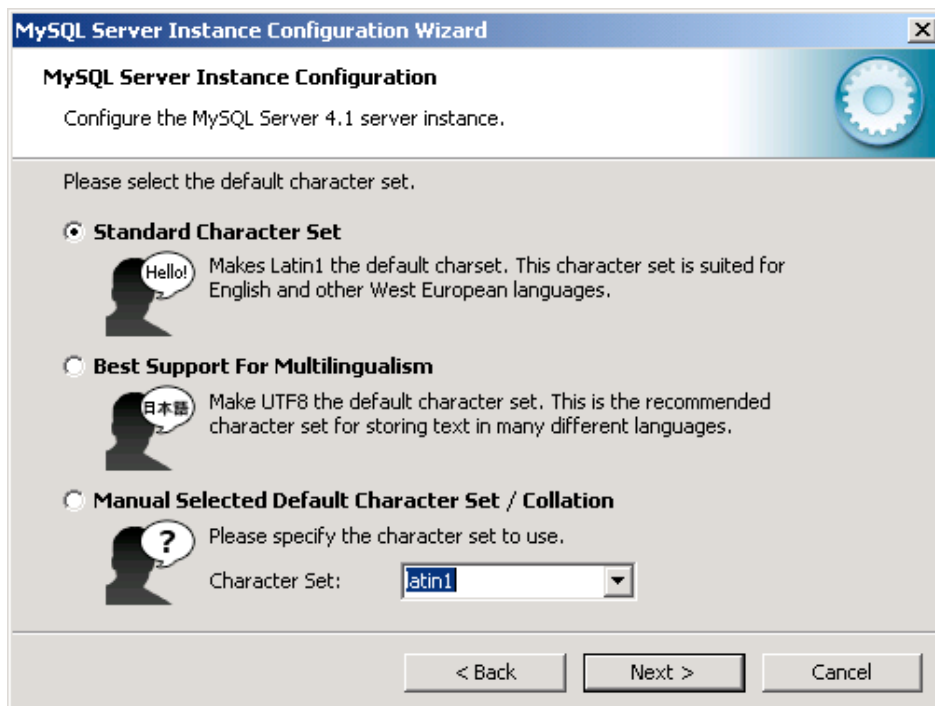 MySQL Server Instance Configuration Wizard
MySQL Server Instance Configuration
Configure the MySQL Server 4.1 server instance.
Please select the default character set.
Standard Character Set
Hello!
Makes Latin1 the default charset. This character set is suited for
English and other West European languages.
Best Support For Multilingualism
日本語
Make UTF8 the default character set. This is the recommended
character set for storing text in many different languages.
Manual Selected Default Character Set / Collation
?
Please specify the character set to use.
Character Set: latin1
< Back Next > Cancel